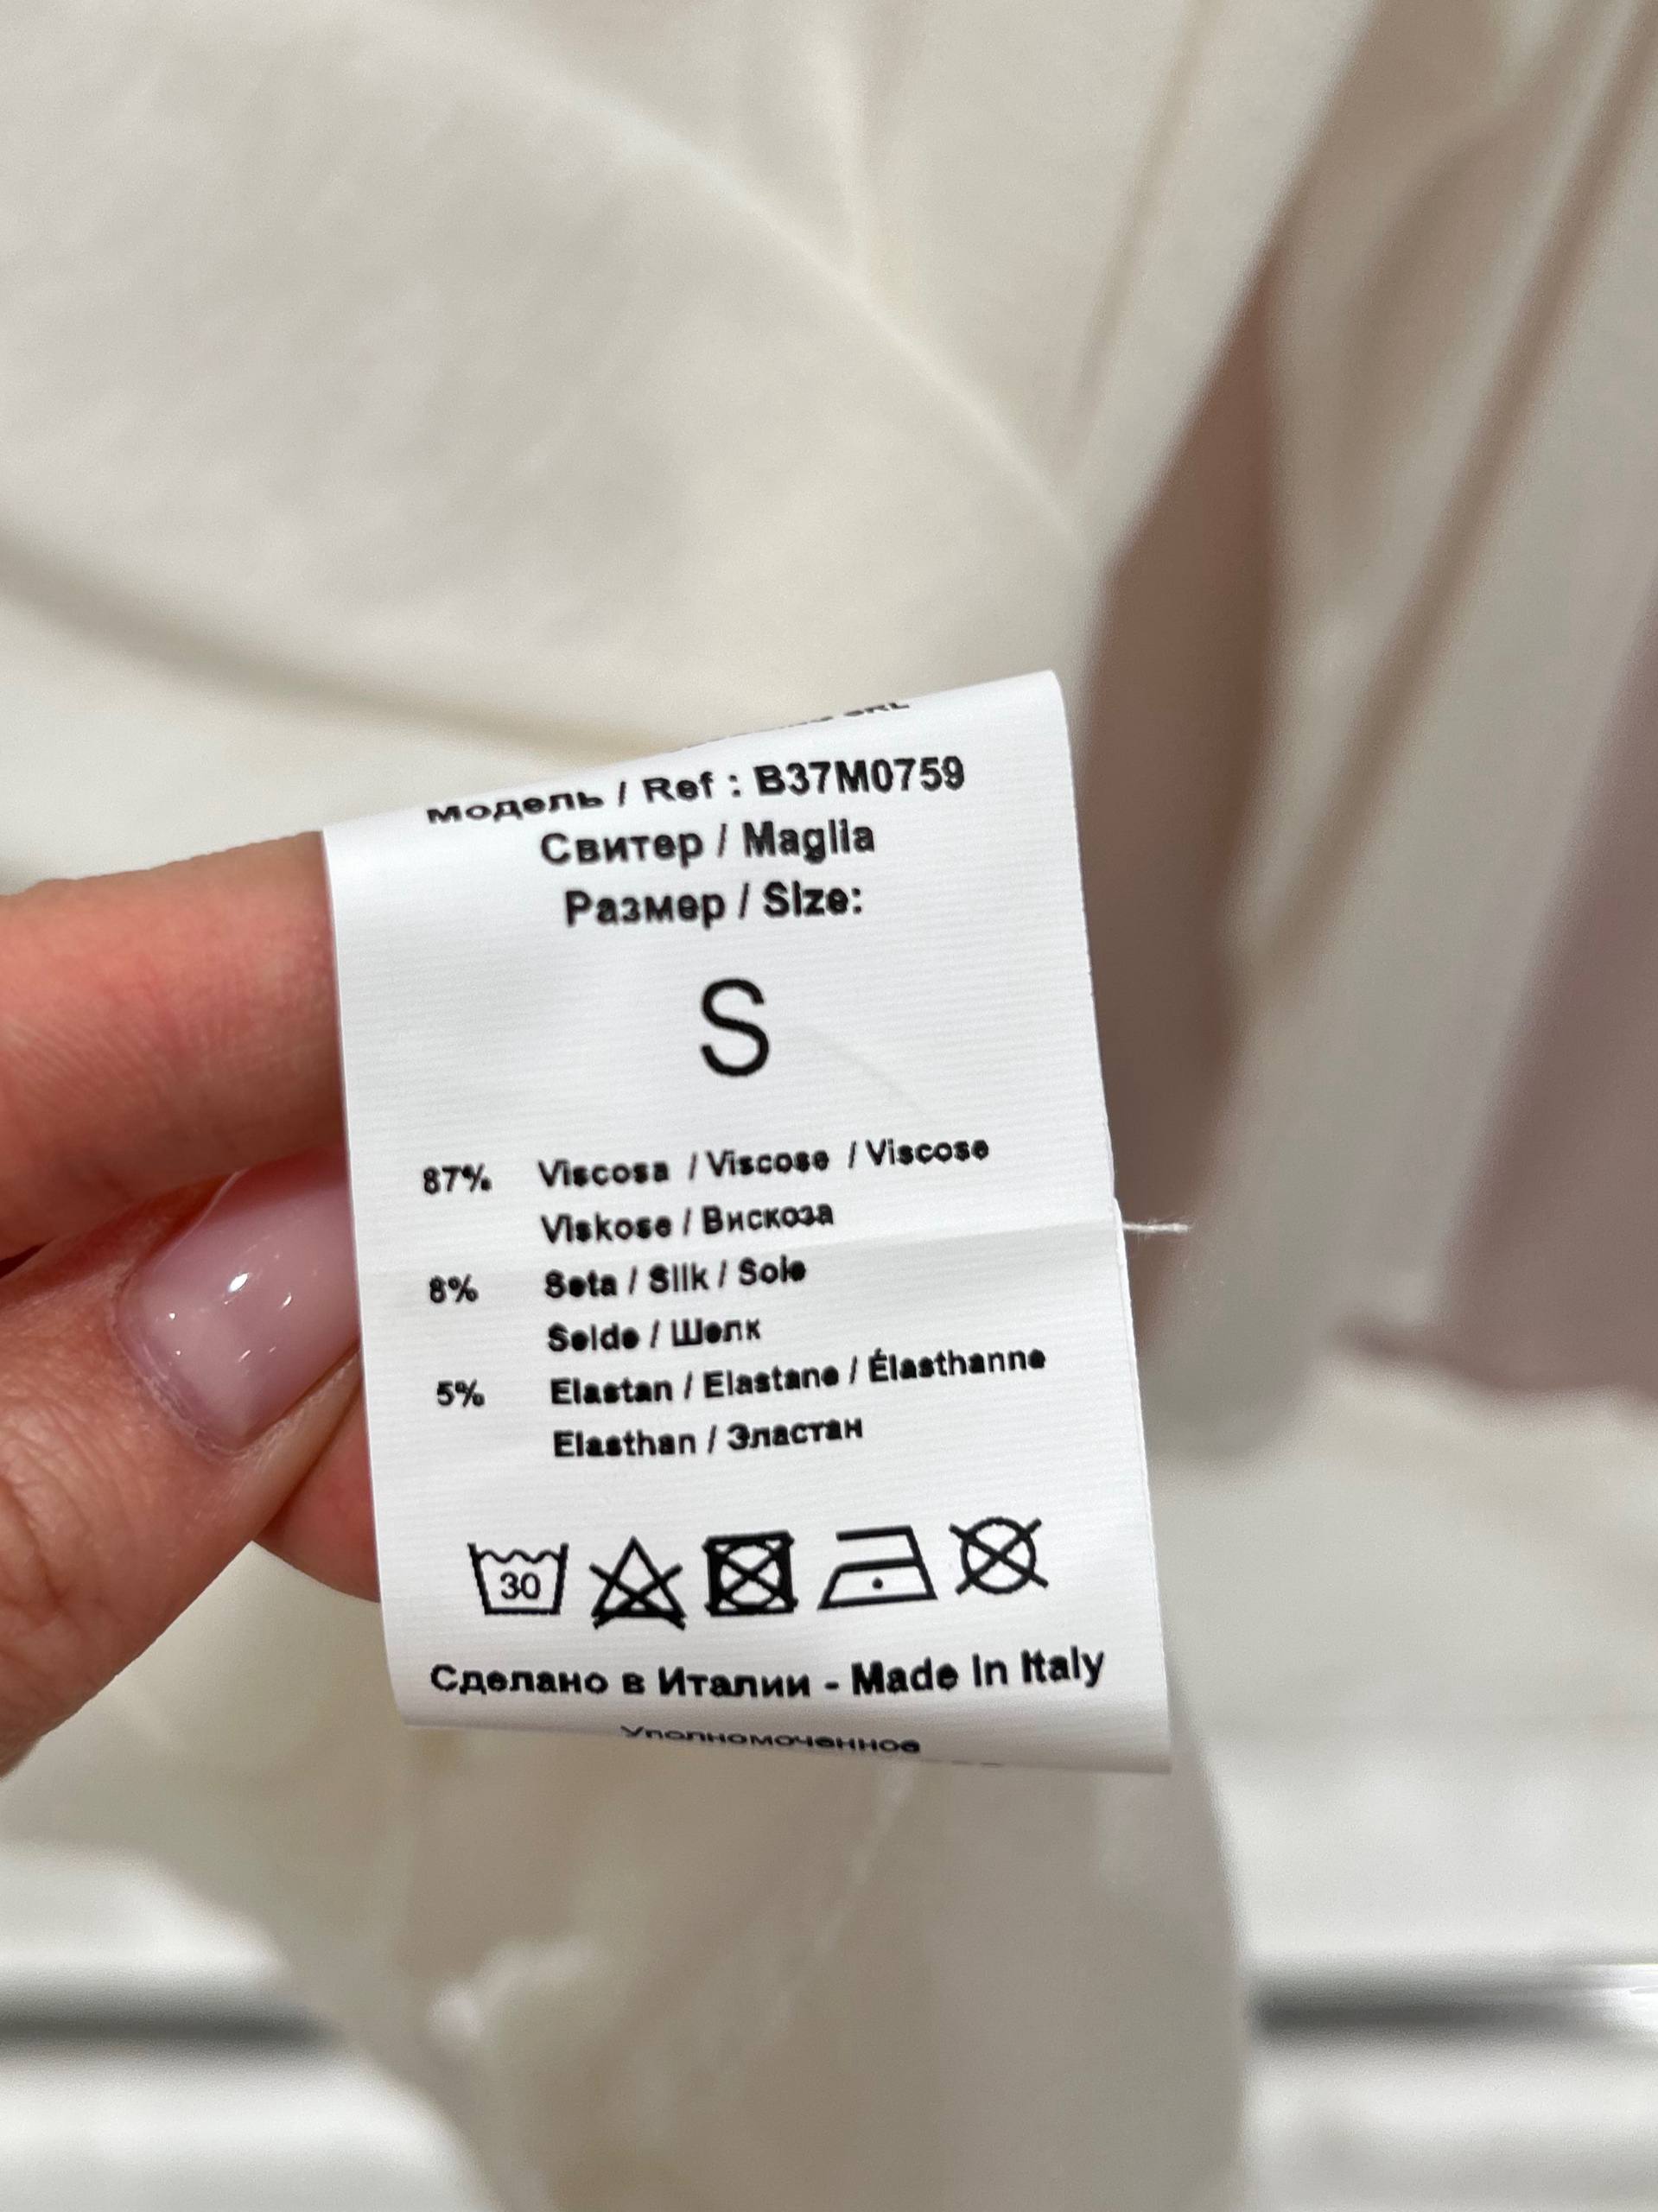 SRL
Модель / Ref : B37M0759
Свитер / Maglia
Размер / Size:
S
87% Viscosa / Viscose / Viscose
Viskose / Вискоза
8% Seta / Silk / Soie
Seide / Шелк
5% Elastan / Elastane / Élasthanne
Elasthan / Эластан
30
Сделано в Италии - Made in Italy
Уполномоченное